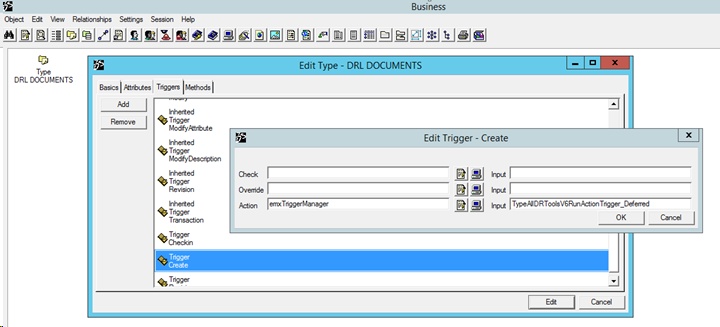 Business
Object Edit View Relationships Settings Session Help
Type
DRL DOCUMENTS
Edit Type - DRL DOCUMENTS
Basics Attributes Triggers Methods
Add
Remove
Inherited
Trigger
ModifyAttribute
Inherited
Trigger
ModifyDescription
Inherited
Trigger
Revision
Inherited
Trigger
Transaction
Trigger
Checkin
Trigger
Create
Trigger
Edit Cancel
Edit Trigger - Create
Check Input
Override Input
Action emxTriggerManager Input TypeAllDRToolsV6RunActionTrigger_Deferred
OK Cancel